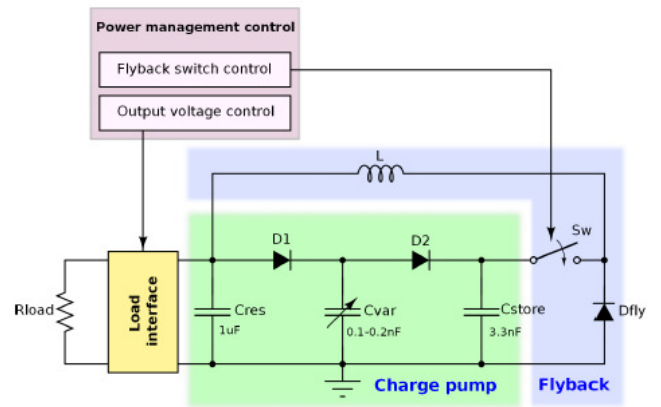 Power management control
Flyback switch control
Output voltage control
L
Sw
D1
D2
Rload
Load
interface
Cres
1uF
Cvar
0.1-0.2nF
Cstore
3.3nF
Dfly
Charge pump
Flyback